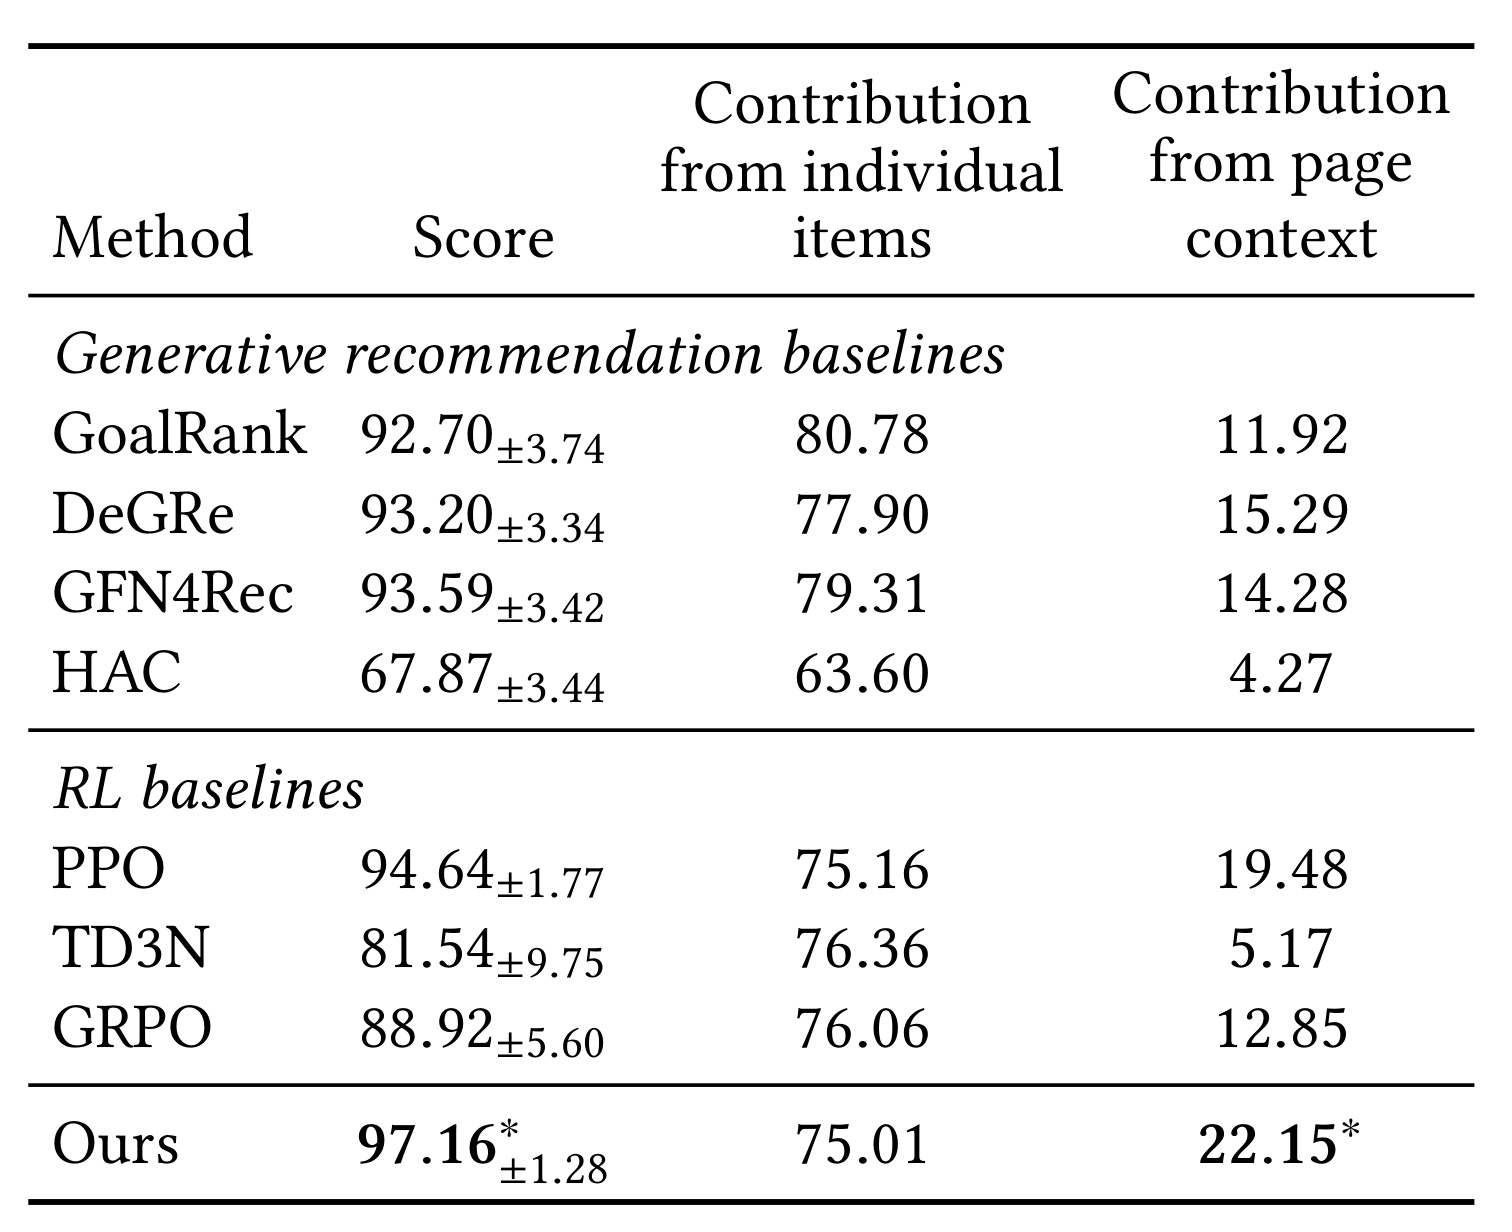 Method Score Contribution from individual items Contribution from page context
Generative recommendation baselines
GoalRank 92.70±3.74 80.78 11.92
DeGRe 93.20±3.34 77.90 15.29
GFN4Rec 93.59±3.42 79.31 14.28
HAC 67.87±3.44 63.60 4.27
RL baselines
PPO 94.64±1.77 75.16 19.48
TD3N 81.54±9.75 76.36 5.17
GRPO 88.92±5.60 76.06 12.85
Ours 97.16*±1.28 75.01 22.15*